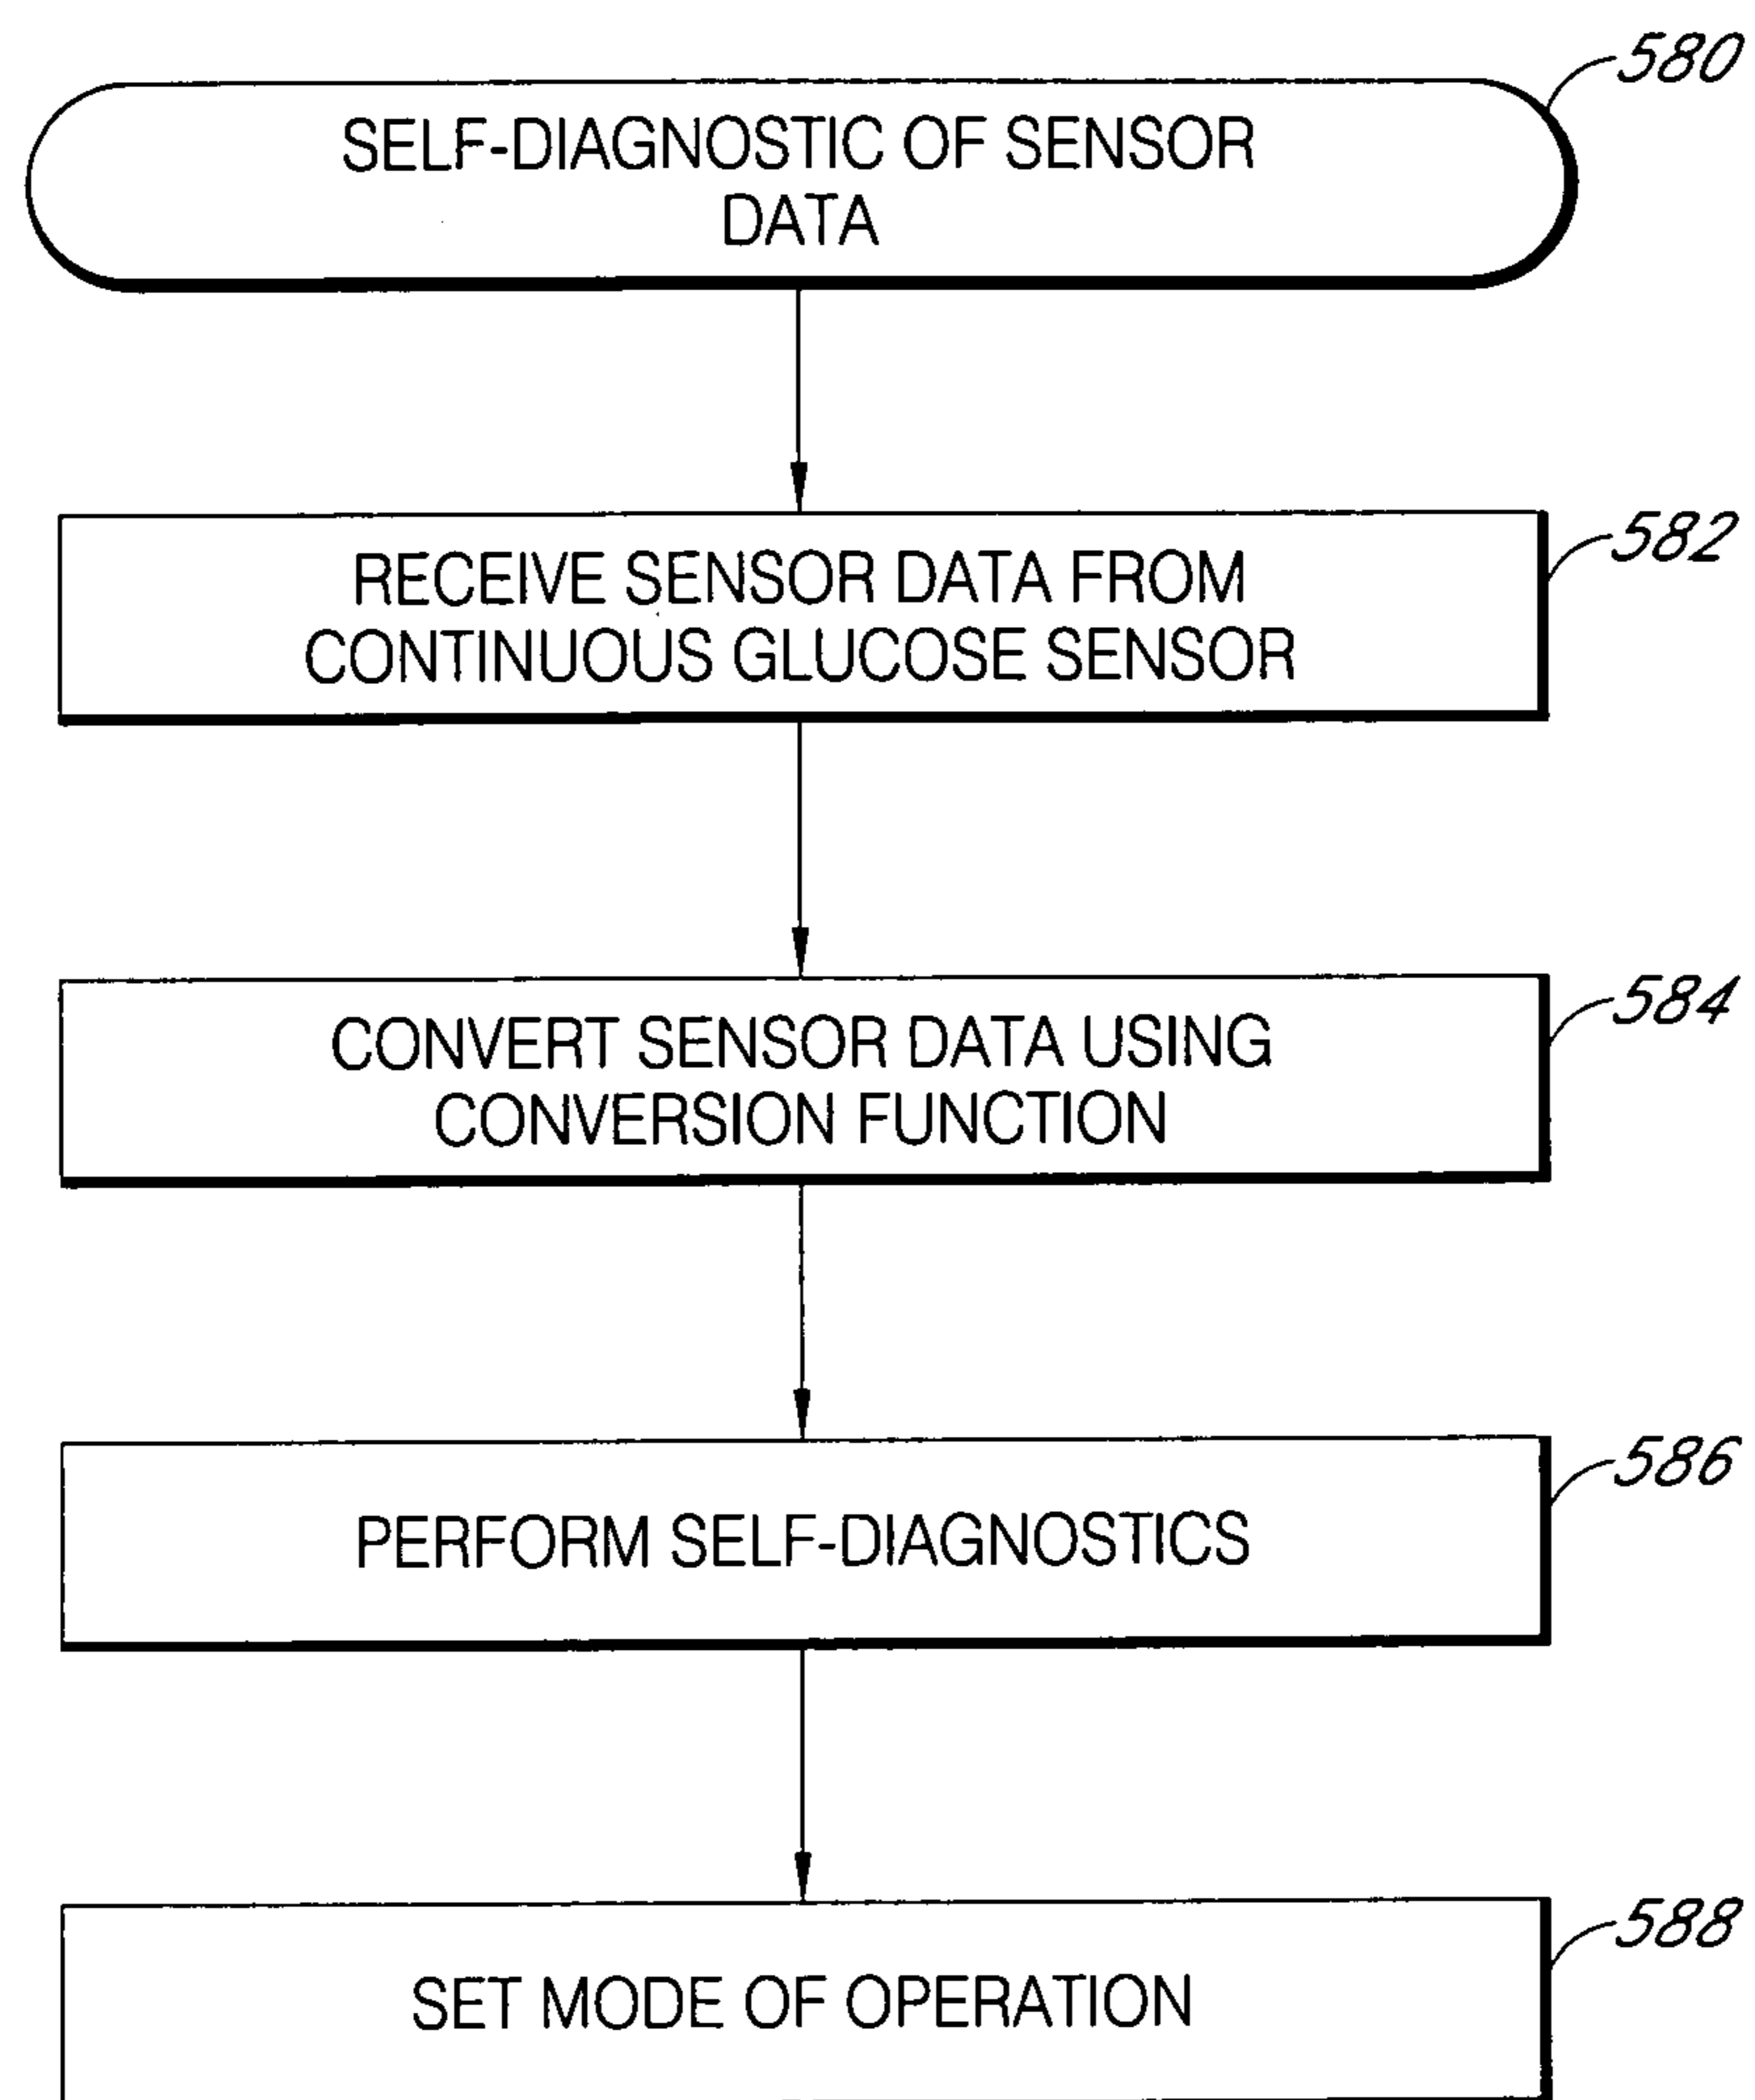 580
SELF-DIAGNOSTIC OF SENSOR
DATA
582
RECEIVE SENSOR DATA FROM
CONTINUOUS GLUCOSE SENSOR
584
CONVERT SENSOR DATA USING
CONVERSION FUNCTION
586
PERFORM SELF-DIAGNOSTICS
588
SET MODE OF OPERATION